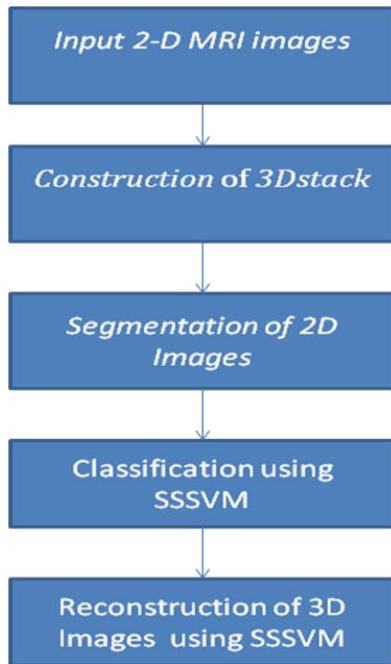 Input 2-D MRI images
Construction of 3Dstack
Segmentation of 2D
Images
Classification using
SSSVM
Reconstruction of 3D
Images using SSSVM